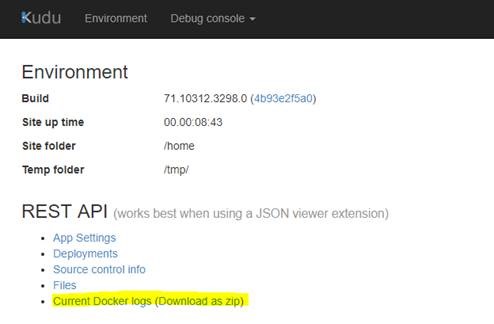 Kudu Environment Debug console
Environment
Build 71.10312.3298.0 (4b93e2f5a0)
Site up time 00.00:08:43
Site folder /home
Temp folder /tmp/
REST API (works best when using a JSON viewer extension)
App Settings
Deployments
Source control info
Files
Current Docker logs (Download as zip)